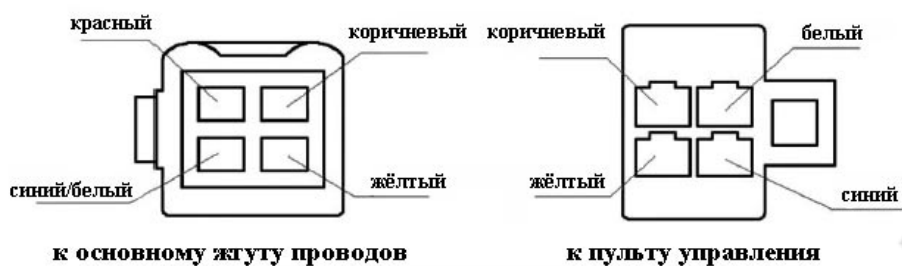 красный
коричневый
синий/белый
жёлтый
к основному жгуту проводов
коричневый
белый
жёлтый
синий
к пульту управления